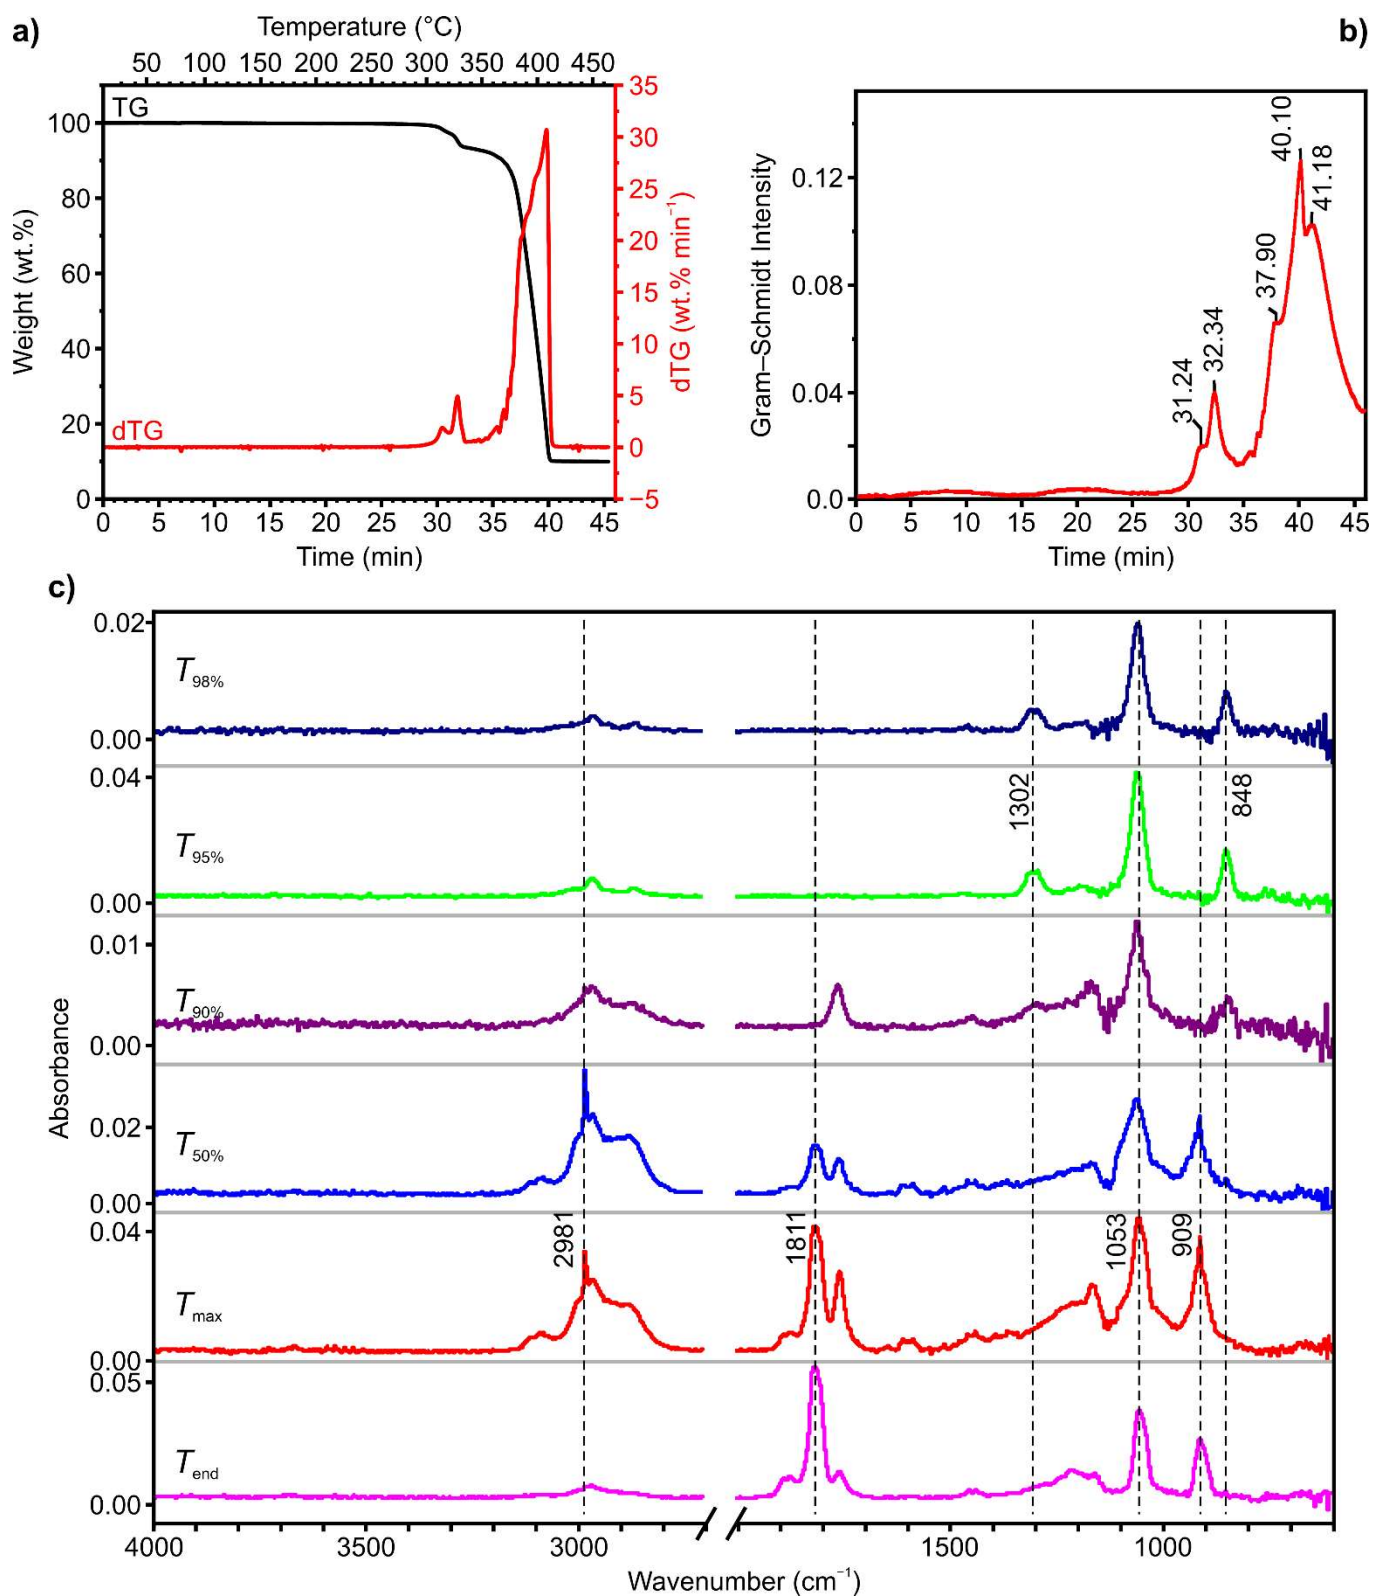 a)
Temperature (°C)
50 100 150 200 250 300 350 400 450
TG
dTG
Weight (wt.%)
100
80
60
40
20
0
dTG (wt.% min⁻¹)
35
30
25
20
15
10
5
0
−5
0 5 10 15 20 25 30 35 40 45
Time (min)
b)
Gram–Schmidt Intensity
0.12
0.08
0.04
0.0
31.24
32.34
37.90
40.10
41.18
0 5 10 15 20 25 30 35 40 45
Time (min)
c)
Absorbance
0.02
T98%
0.00
0.04
1302
848
T95%
0.00
0.01
T90%
0.00
0.02
T50%
0.00
2981
1811
1053
909
0.04
Tmax
0.00
0.05
Tend
0.00
4000 3500 3000 1500 1000
Wavenumber (cm⁻¹)